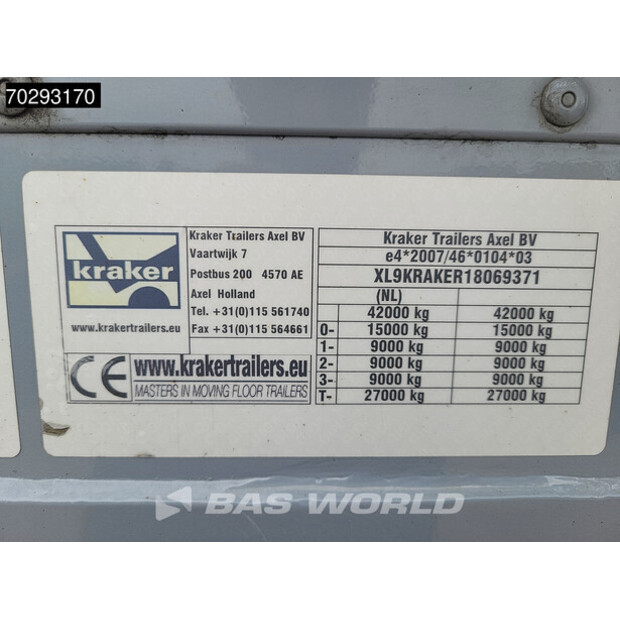 70293170
kraker
www.krakertrailers.eu
Kraker Trailers Axel BV
Vaartwijk 7
Postbus 200 4570 AE
Axel Holland
Tel. +31(0)115 561740
Fax +31(0)115 564661
CE
www.krakertrailers.eu
MASTERS IN MOVING FLOOR TRAILERS
Kraker Trailers Axel BV
e4*2007/46*0104*03
XL9KRAKER18069371
(NL)
42000 kg 42000 kg
0- 15000 kg 15000 kg
1- 9000 kg 9000 kg
2- 9000 kg 9000 kg
3- 9000 kg 9000 kg
T- 27000 kg 27000 kg
BAS WORLD